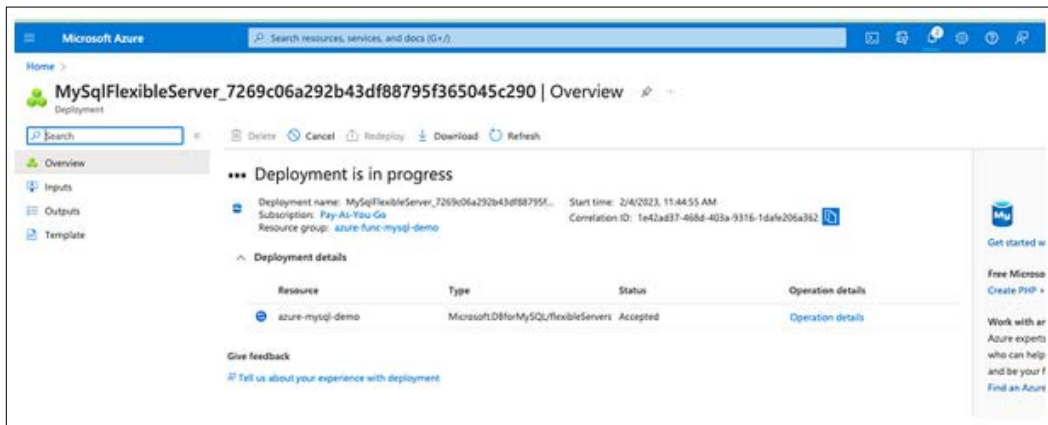 Microsoft Azure
Search resources, services, and docs (G+/)
Home >
MySqlFlexibleServer_7269c06a292b43df88795f365045c290 | Overview
Deployment
Search
Delete Cancel Redeploy Download Refresh
Overview
Inputs
Outputs
Template
Deployment is in progress
Deployment name: MySqlFlexibleServer_7269c06a292b43df88795f... Start time: 2/4/2023, 11:44:55 AM
Subscription: Pay-As-You-Go Correlation ID: 1e42ad37-468d-403a-9316-1dafe206a362
Resource group: azure-func-mysql-demo
Deployment details
Resource Type Status Operation details
azure-mysql-demo Microsoft.DBforMySQL/flexibleServers Accepted Operation details
Give feedback
Tell us about your experience with deployment
My
Get started w
Free Microso
Create PHP +
Work with ar
Azure experts
who can help
and be your f
Find an Azure